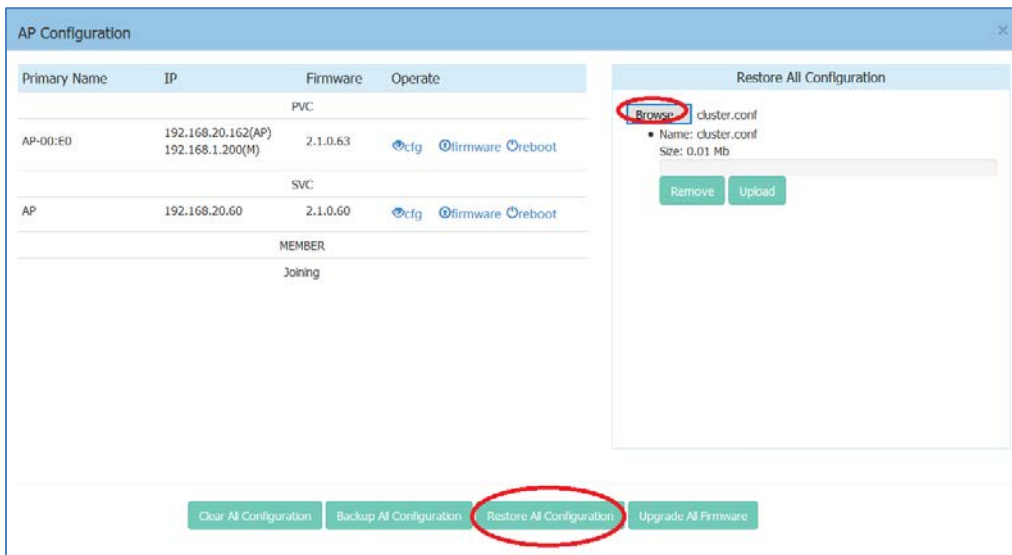 AP Configuration
×
Primary Name IP Firmware Operate
PVC
AP-00:E0 192.168.20.162(AP) 2.1.0.63 cfg firmware reboot
192.168.1.200(M)
SVC
AP 192.168.20.60 2.1.0.60 cfg firmware reboot
MEMBER
Joining
Restore All Configuration
Browse... cluster.conf
• Name: cluster.conf
Size: 0.01 Mb
Remove Upload
Clear All Configuration Backup All Configuration Restore All Configuration Upgrade All Firmware